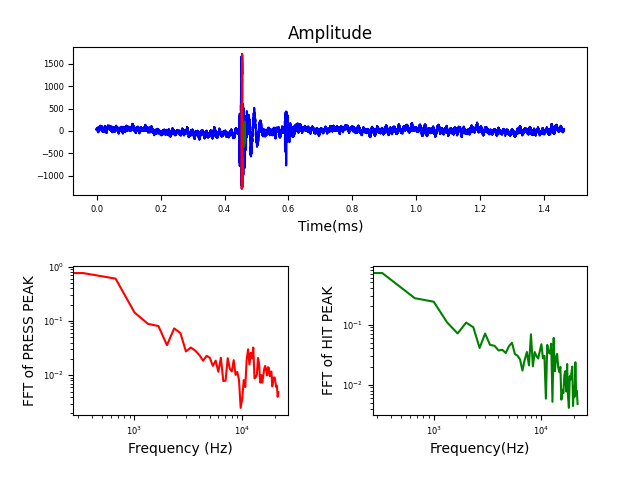 Amplitude
1500
1000
500
0
−500
−1000
0.0 0.2 0.4 0.6 0.8 1.0 1.2 1.4
Time(ms)
FFT of PRESS PEAK
10⁰
10⁻¹
10⁻²
10³ 10⁴
Frequency (Hz)
FFT of HIT PEAK
10⁻¹
10⁻²
10³ 10⁴
Frequency(Hz)